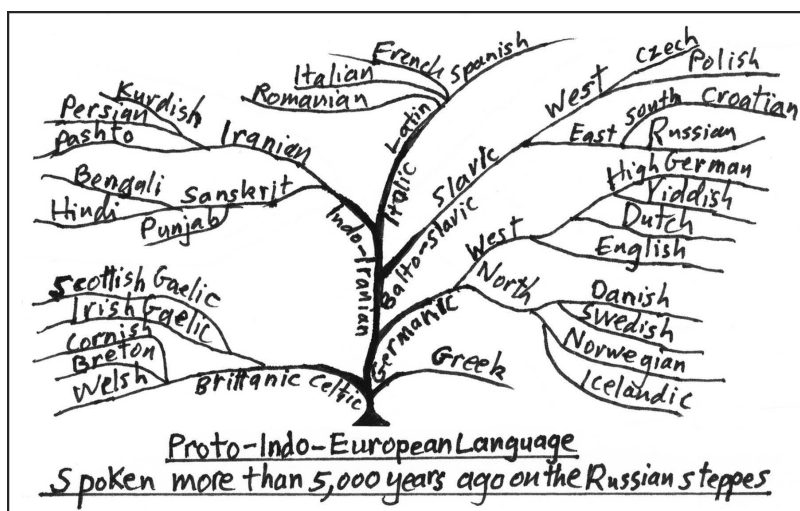 Kurdish
Persian
Pashto
Iranian
Bengali
Hindi
Punjab
Sanskrit
Indo-Iranian
Indo-Iranian
French
Italian
Romanian
Spanish
Latin
Italic
Czech
Polish
West
South
Croatian
East
Russian
Slavic
Balto-Slavic
High German
Yiddish
Dutch
English
West
North
Danish
Swedish
Norwegian
Icelandic
Germanic
Greek
Scottish Gaelic
Irish Gaelic
Cornish
Breton
Welsh
Brittanic Celtic
Proto-Indo-European Language
Spoken more than 5,000 years ago on the Russian steppes